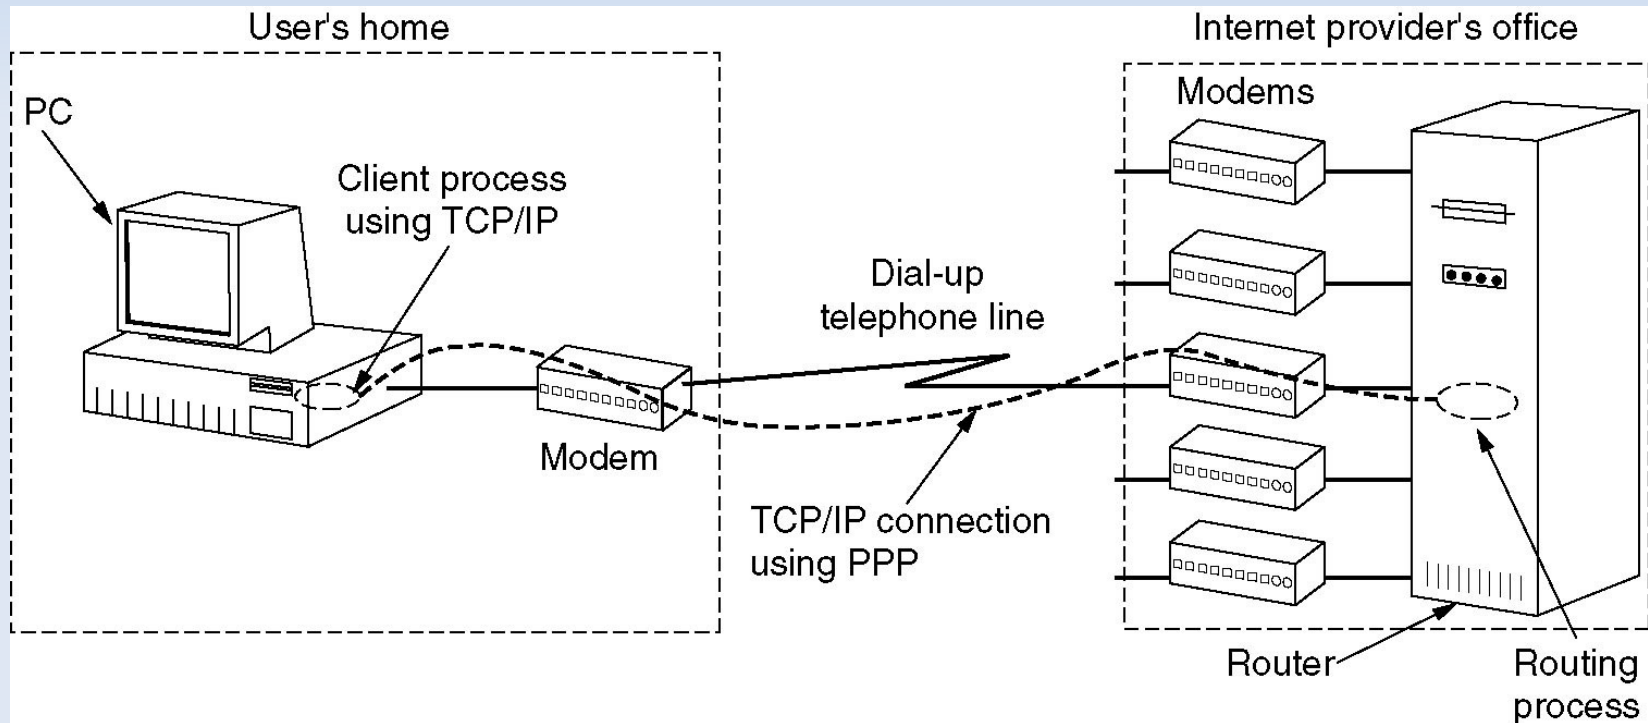 User's home
Internet provider's office
PC
Modems
Client process
using TCP/IP
Dial-up
telephone line
Modem
TCP/IP connection
using PPP
Router
Routing
process